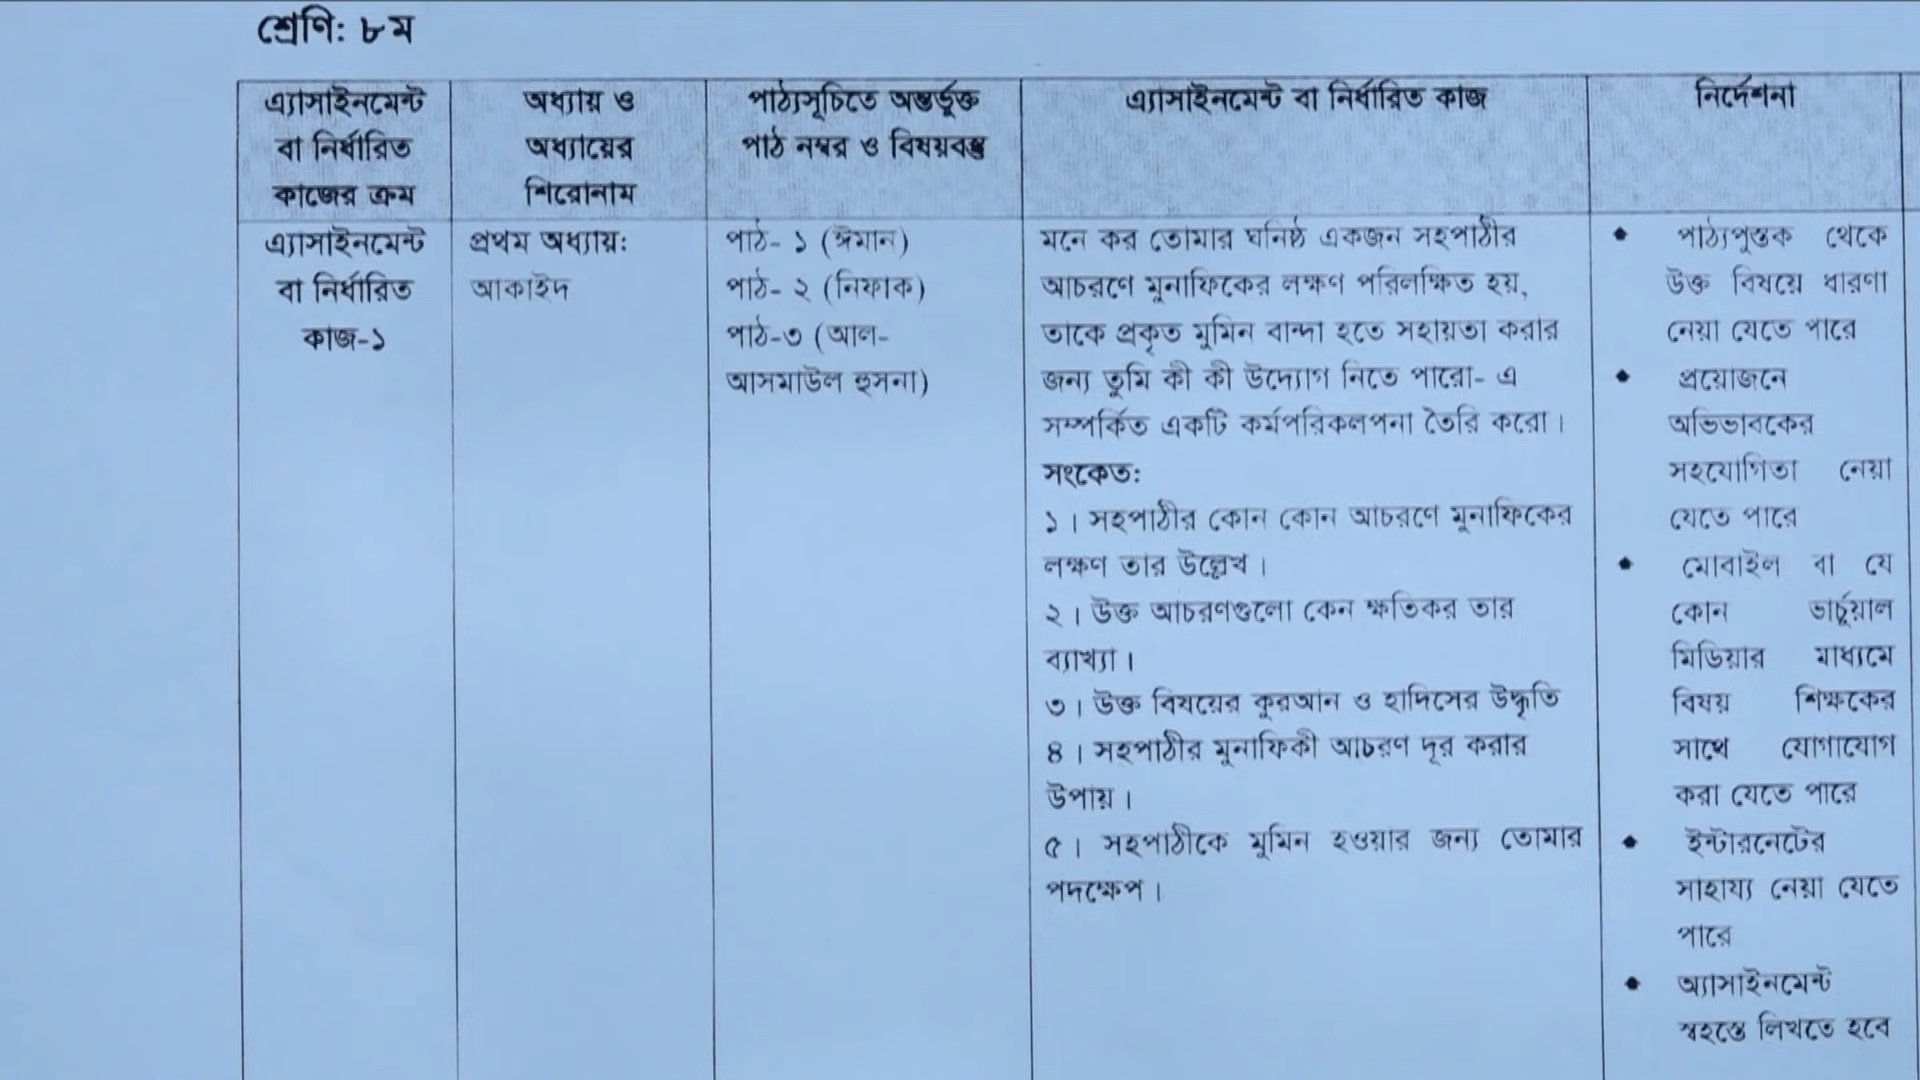 শ্রেণি: ৮ম
এ্যাসাইনমেন্ট
বা নির্ধারিত
কাজের ক্রম
অধ্যায় ও
অধ্যায়ের
শিরোনাম
পাঠ্যসূচিতে অন্তর্ভুক্ত
পাঠ নম্বর ও বিষয়বস্তু
এ্যাসাইনমেন্ট বা নির্ধারিত কাজ
নির্দেশনা
এ্যাসাইনমেন্ট
বা নির্ধারিত
কাজ-১
প্রথম অধ্যায়:
আকাইদ
পাঠ- ১ (ঈমান)
পাঠ- ২ (নিফাক)
পাঠ-৩ (আল-
আসমাউল হুসনা)
মনে কর তোমার ঘনিষ্ঠ একজন সহপাঠীর
আচরণে মুনাফিকের লক্ষণ পরিলক্ষিত হয়,
তাকে প্রকৃত মুমিন বান্দা হতে সহায়তা করার
জন্য তুমি কী কী উদ্যোগ নিতে পারো- এ
সম্পর্কিত একটি কর্মপরিকল্পনা তৈরি করো।
সংকেত:
১। সহপাঠীর কোন কোন আচরণে মুনাফিকের
লক্ষণ তার উল্লেখ।
২। উক্ত আচরণগুলো কেন ক্ষতিকর তার
ব্যাখ্যা।
৩। উক্ত বিষয়ের কুরআন ও হাদিসের উদ্ধৃতি
৪। সহপাঠীর মুনাফিকী আচরণ দূর করার
উপায়।
৫। সহপাঠীকে মুমিন হওয়ার জন্য তোমার
পদক্ষেপ।
• পাঠ্যপুস্তক থেকে
উক্ত বিষয়ে ধারণা
নেয়া যেতে পারে
• প্রয়োজনে
অভিভাবকের
সহযোগিতা নেয়া
যেতে পারে
• মোবাইল বা যে
কোন ভার্চুয়াল
মিডিয়ার মাধ্যমে
বিষয় শিক্ষকের
সাথে যোগাযোগ
করা যেতে পারে
• ইন্টারনেটের
সাহায্য নেয়া যেতে
পারে
• অ্যাসাইনমেন্ট
স্বহস্তে লিখতে হবে